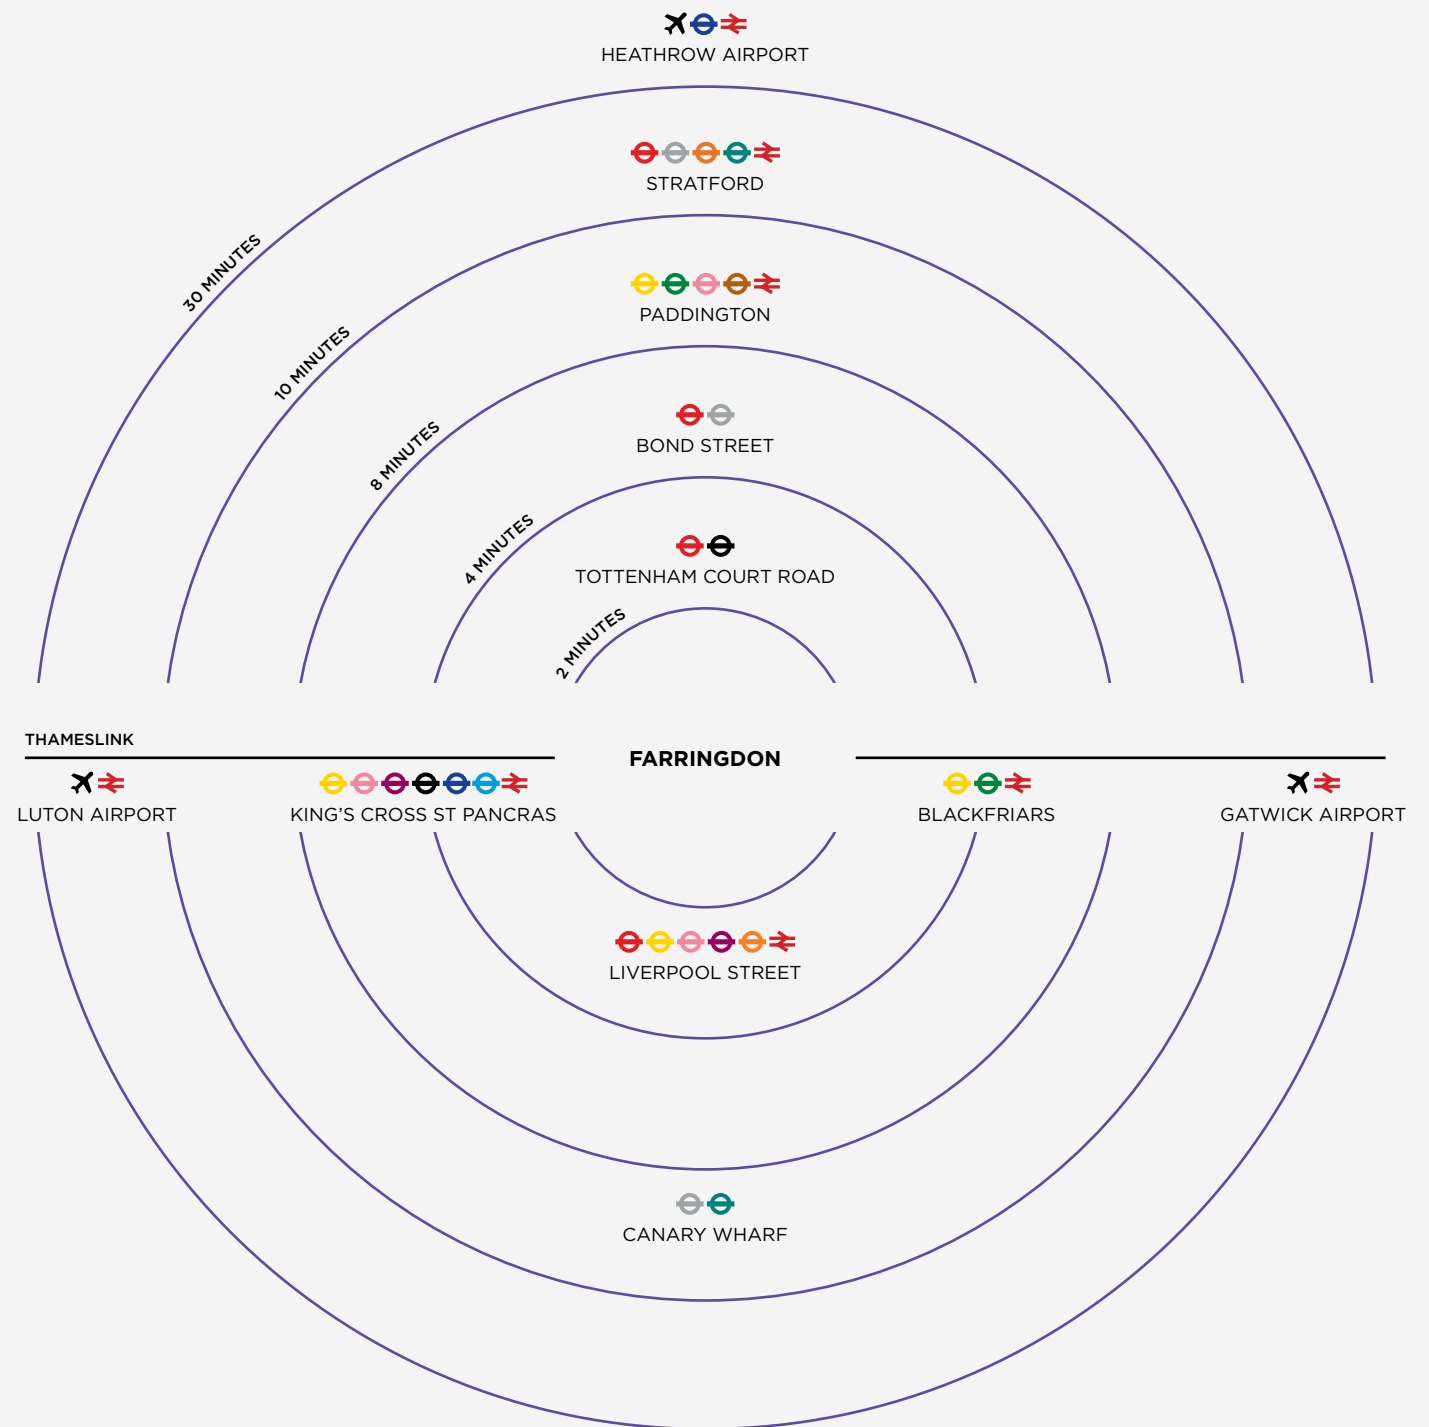 HEATHROW AIRPORT
STRATFORD
30 MINUTES
PADDINGTON
10 MINUTES
BOND STREET
8 MINUTES
4 MINUTES
TOTTENHAM COURT ROAD
2 MINUTES
THAMESLINK
FARRINGDON
LUTON AIRPORT
KING'S CROSS ST PANCRAS
BLACKFRIARS
GATWICK AIRPORT
LIVERPOOL STREET
CANARY WHARF